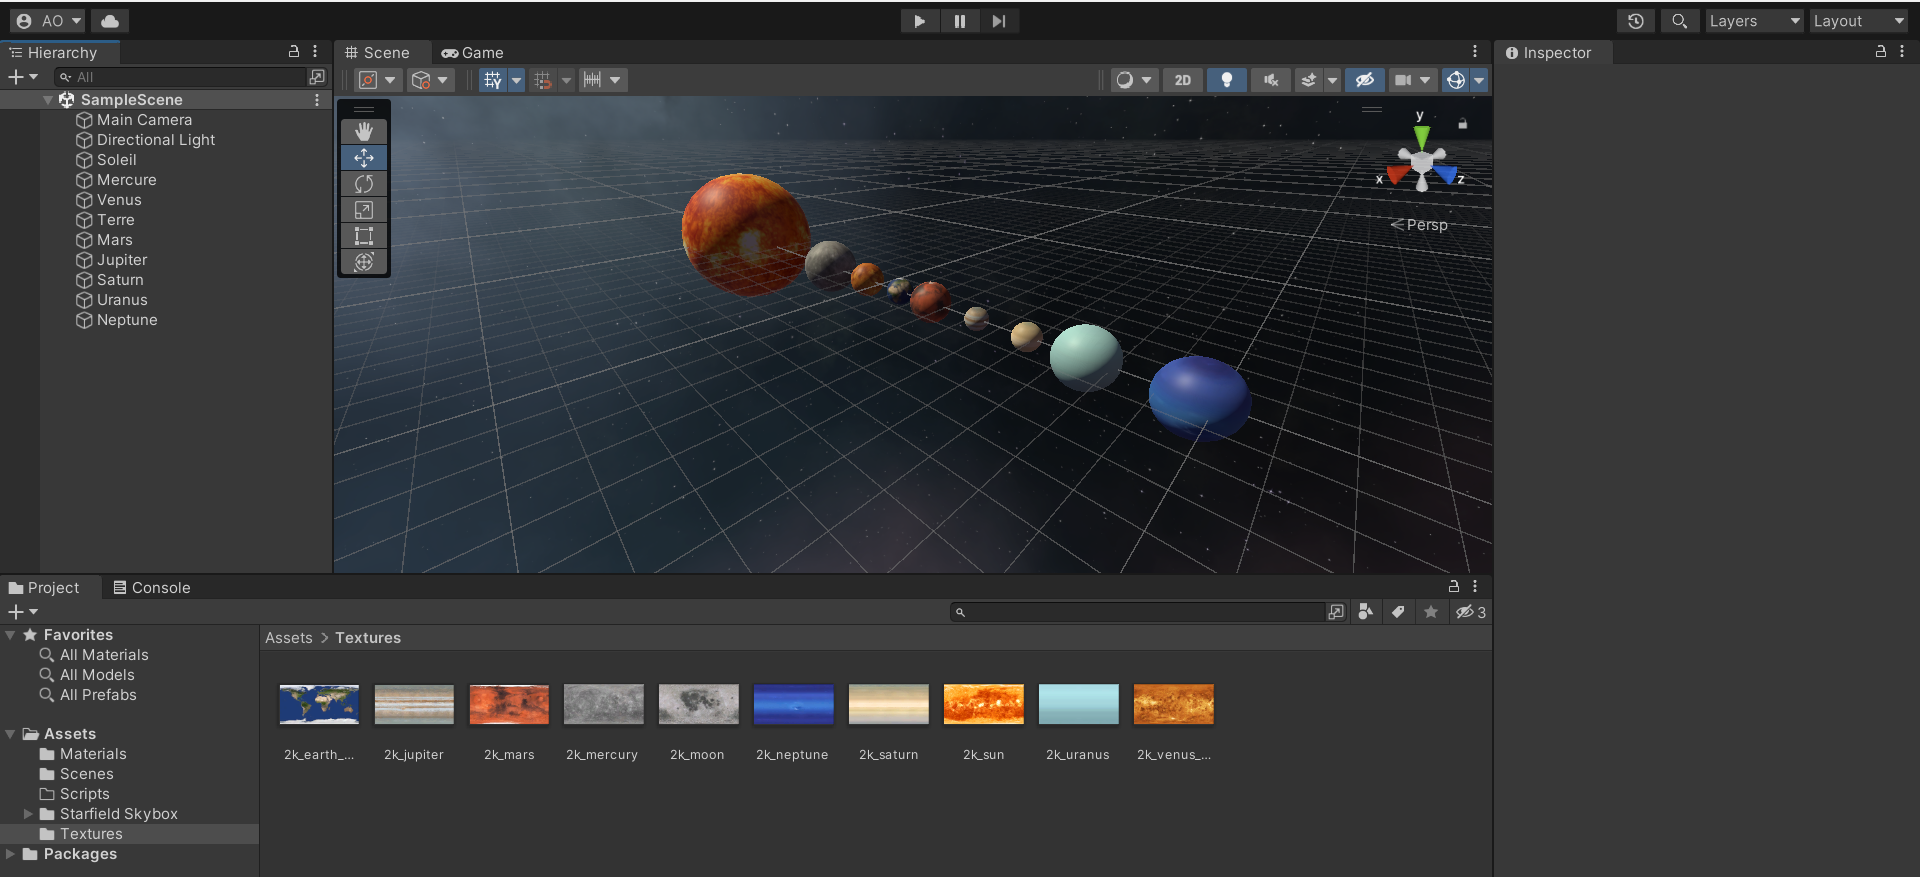 AO
Layers
Layout
Hierarchy
All
SampleScene
Main Camera
Directional Light
Soleil
Mercure
Venus
Terre
Mars
Jupiter
Saturn
Uranus
Neptune
Scene
Game
2D
y
x
z
Persp
Inspector
Project
Console
3
Favorites
All Materials
All Models
All Prefabs
Assets
Materials
Scenes
Scripts
Starfield Skybox
Textures
Packages
Assets > Textures
2k_earth_...
2k_jupiter
2k_mars
2k_mercury
2k_moon
2k_neptune
2k_saturn
2k_sun
2k_uranus
2k_venus_...